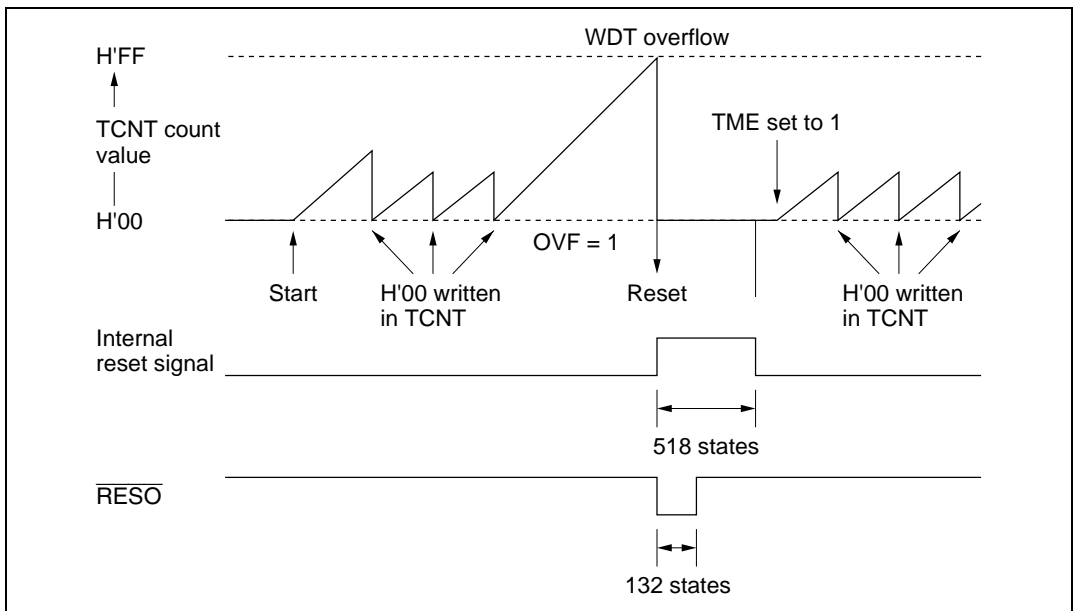 WDT overflow
H'FF
TCNT count
value
TME set to 1
H'00
OVF = 1
Start
H'00 written
in TCNT
Reset
H'00 written
in TCNT
Internal
reset signal
518 states
RESO
132 states